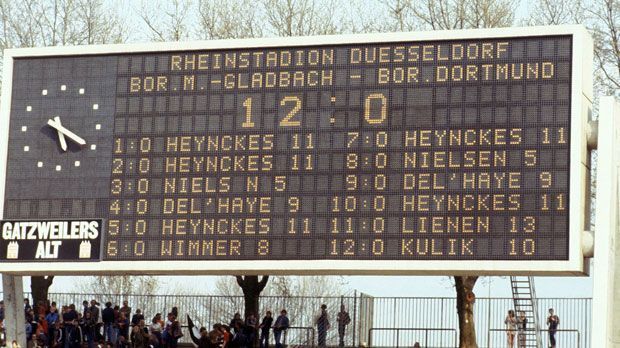 RHEINSTADION DUESSELDORF
BOR.M.-GLADBACH - BOR.DORTMUND
12 : 0
1:0 HEYNCKES 11
2:0 HEYNCKES 11
3:0 NIELS N 5
4:0 DEL'HAYE 9
5:0 HEYNCKES 11
6:0 WIMMER 8
7:0 HEYNCKES 11
8:0 NIELSEN 5
9:0 DEL'HAYE 9
10:0 HEYNCKES 11
11:0 LIENEN 13
12:0 KULIK 10
GATZWEILERS
ALT